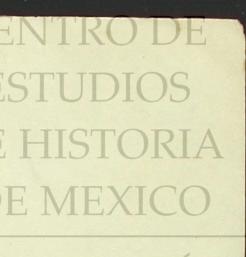 ENTRO DE
ESTUDIOS
E HISTORIA
DE MEXICO